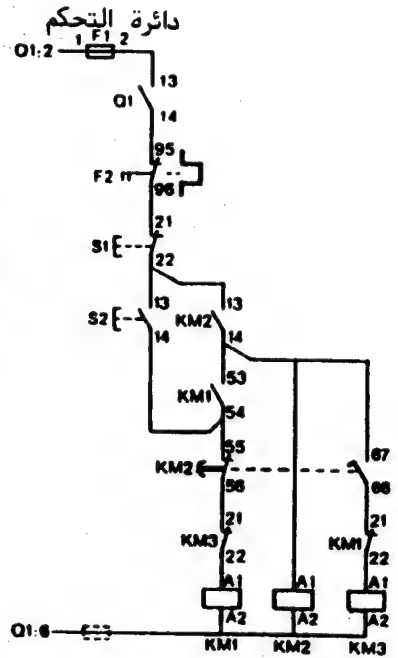 دائرة التحكم
Q1:2 1 F1 2
13
Q1
14
95
F2
96
21
S1
22
13 13
S2 KM2
14 14
53
KM1
54
55 67
KM2
56 68
21 21
KM3 KM1
22 22
A1 A1 A1
A2 A2 A2
Q1:6
KM1 KM2 KM3